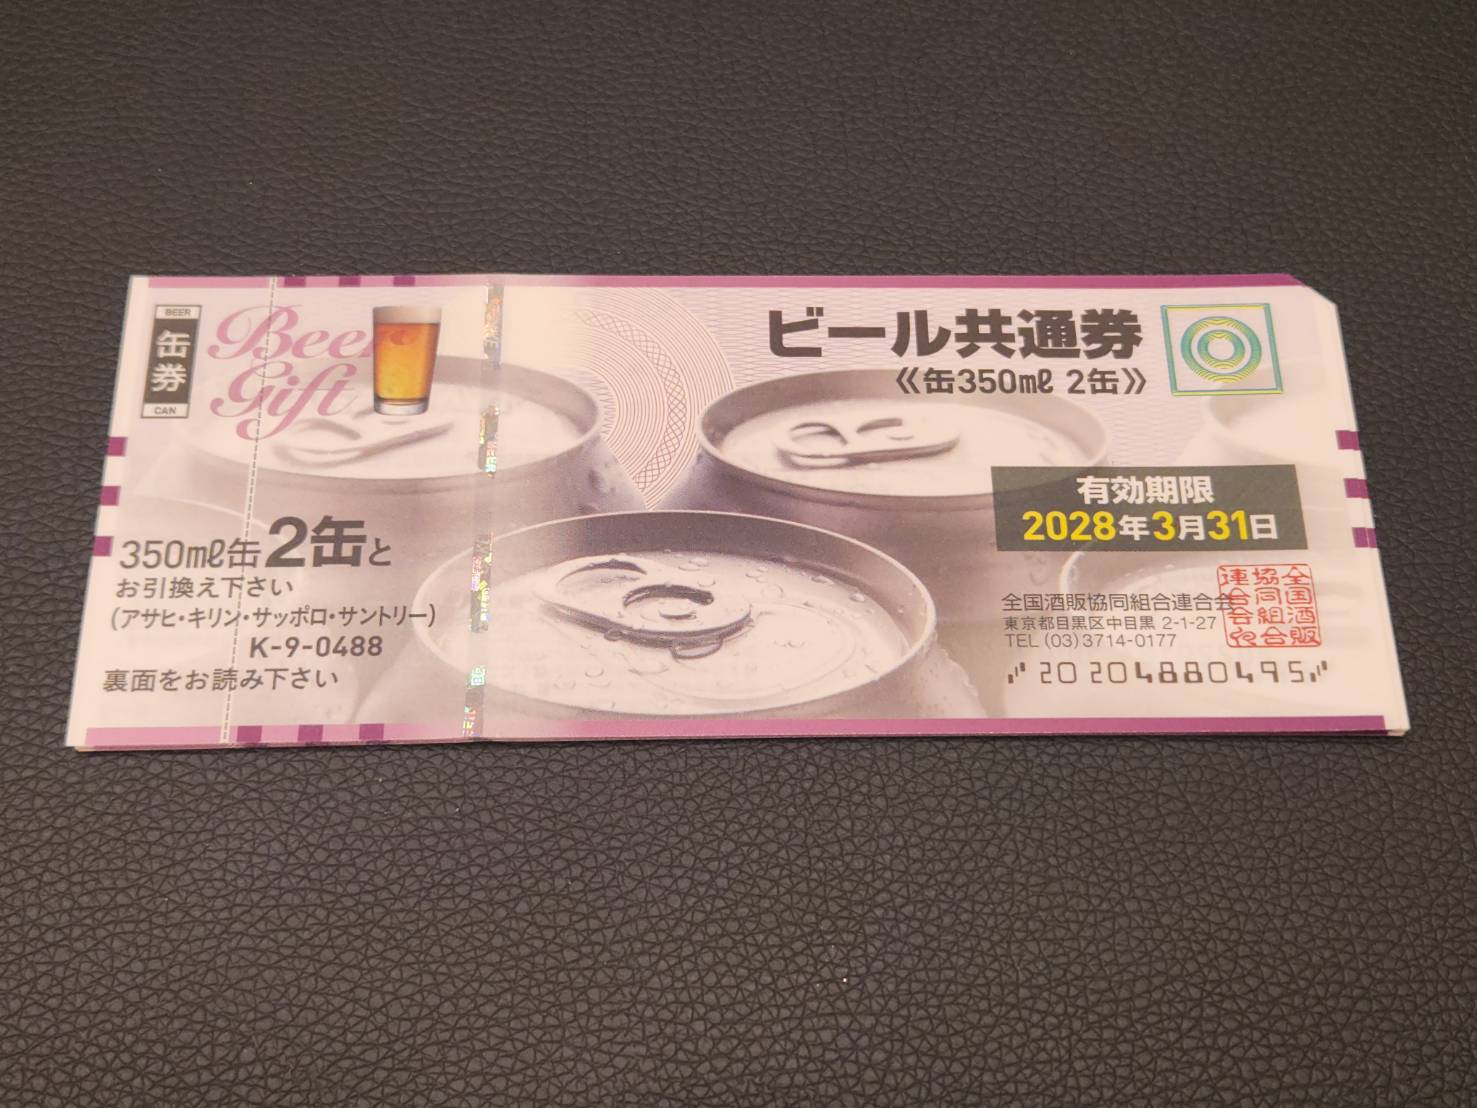 BEER
缶券
CAN
Beer
Gift
350mℓ缶2缶と
お引換え下さい
(アサヒ・キリン・サッポロ・サントリー)
K-9-0488
裏面をお読み下さい
ビール共通券
《缶350mℓ 2缶》
有効期限
2028年3月31日
全国酒販協同組合連合会
東京都目黒区中目黒 2-1-27
TEL (03) 3714-0177
全国酒販
協同組合
連合会
20 204880495